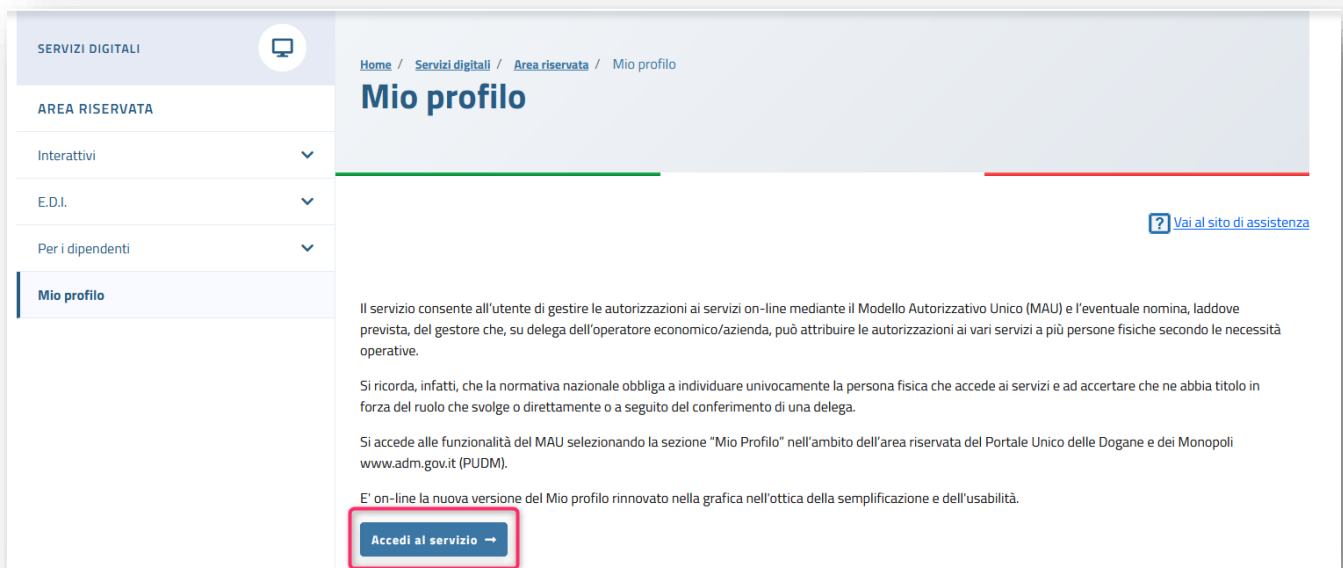 SERVIZI DIGITALI
AREA RISERVATA
Interattivi
E.D.I.
Per i dipendenti
Mio profilo
Home / Servizi digitali / Area riservata / Mio profilo
Mio profilo
? Vai al sito di assistenza
Il servizio consente all'utente di gestire le autorizzazioni ai servizi on-line mediante il Modello Autorizzativo Unico (MAU) e l'eventuale nomina, laddove
prevista, del gestore che, su delega dell'operatore economico/azienda, può attribuire le autorizzazioni ai vari servizi a più persone fisiche secondo le necessità
operative.
Si ricorda, infatti, che la normativa nazionale obbliga a individuare univocamente la persona fisica che accede ai servizi e ad accertare che ne abbia titolo in
forza del ruolo che svolge o direttamente o a seguito del conferimento di una delega.
Si accede alle funzionalità del MAU selezionando la sezione "Mio Profilo" nell'ambito dell'area riservata del Portale Unico delle Dogane e dei Monopoli
www.adm.gov.it (PUDM).
E' on-line la nuova versione del Mio profilo rinnovato nella grafica nell'ottica della semplificazione e dell'usabilità.
Accedi al servizio →